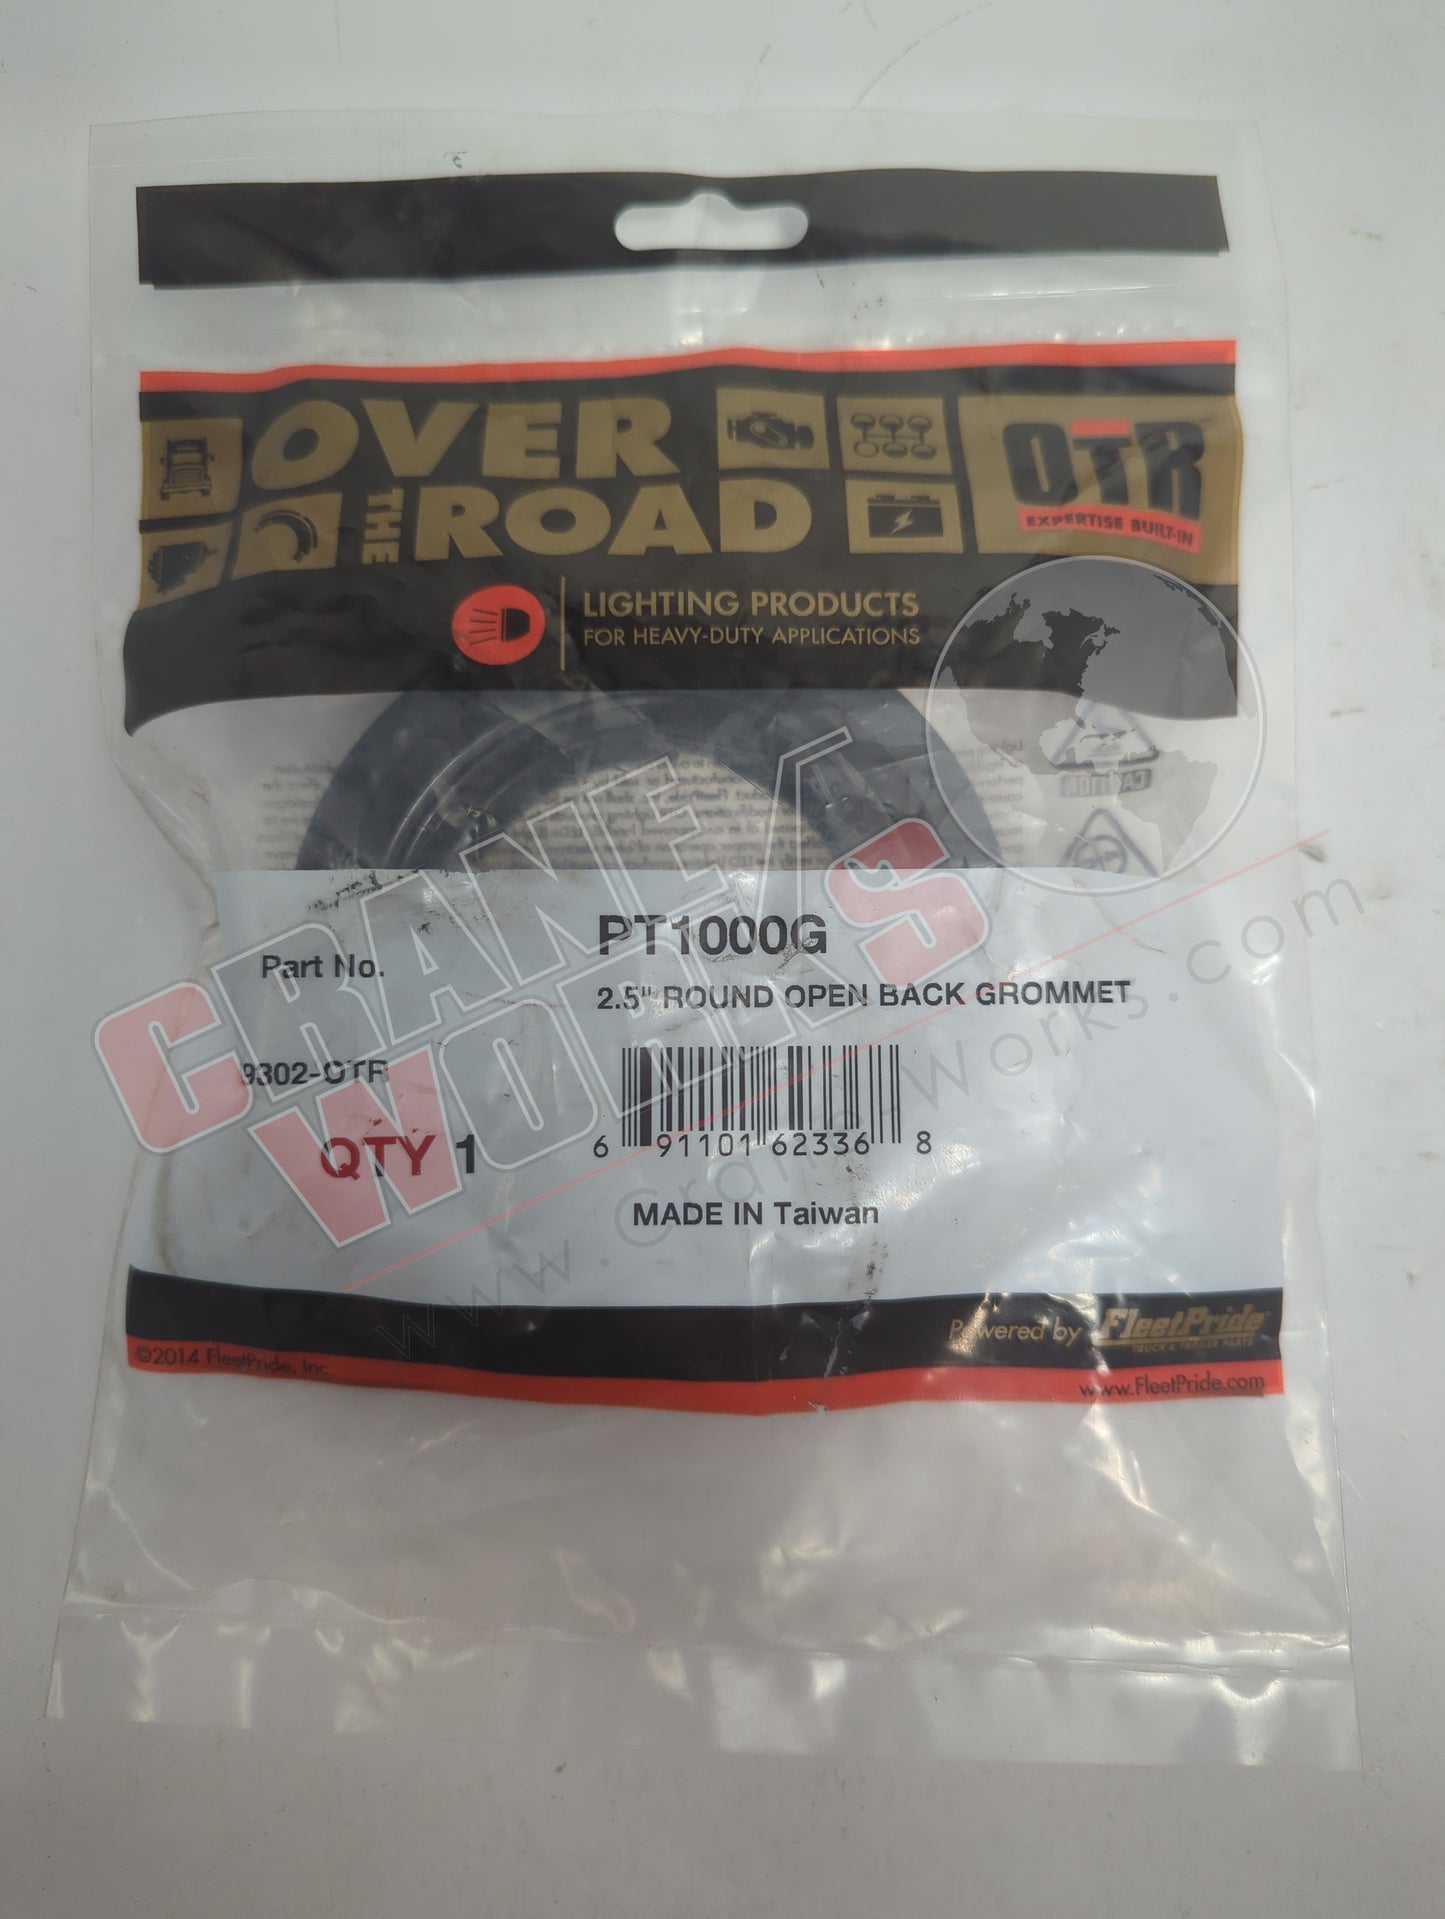 OVER
THE ROAD
OTR
EXPERTISE BUILT-IN
LIGHTING PRODUCTS
FOR HEAVY-DUTY APPLICATIONS
CAUTION
CRANE WORKS
Part No.
PT1000G
2.5" ROUND OPEN BACK GROMMET
9302-OTR
QTY 1
6 91101 62336 8
MADE IN Taiwan
www.Crane-Works.com
Powered by FleetPride
TRUCK & TRAILER PARTS
©2014 FleetPride, Inc.
www.FleetPride.com